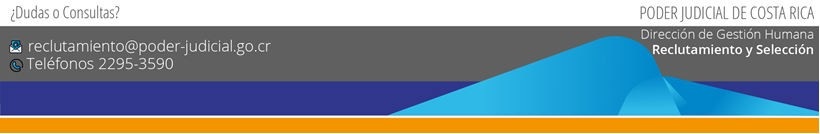 ¿Dudas o Consultas?
reclutamiento@poder-judicial.go.cr
Teléfonos 2295-3590
PODER JUDICIAL DE COSTA RICA
Dirección de Gestión Humana
Reclutamiento y Selección